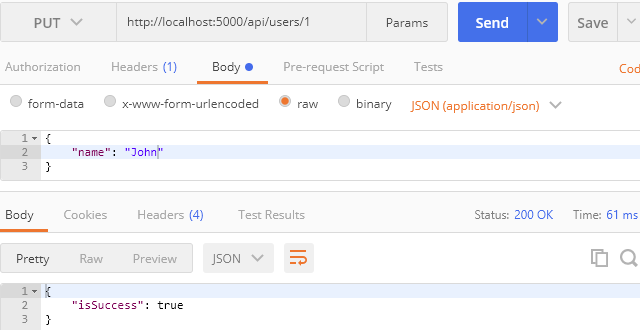 PUT http://localhost:5000/api/users/1 Params Send Save
Authorization Headers (1) Body Pre-request Script Tests Cod
form-data x-www-form-urlencoded raw binary JSON (application/json)
1 {
2 "name": "John"
3 }
Body Cookies Headers (4) Test Results Status: 200 OK Time: 61 ms
Pretty Raw Preview JSON
1 {
2 "isSuccess": true
3 }